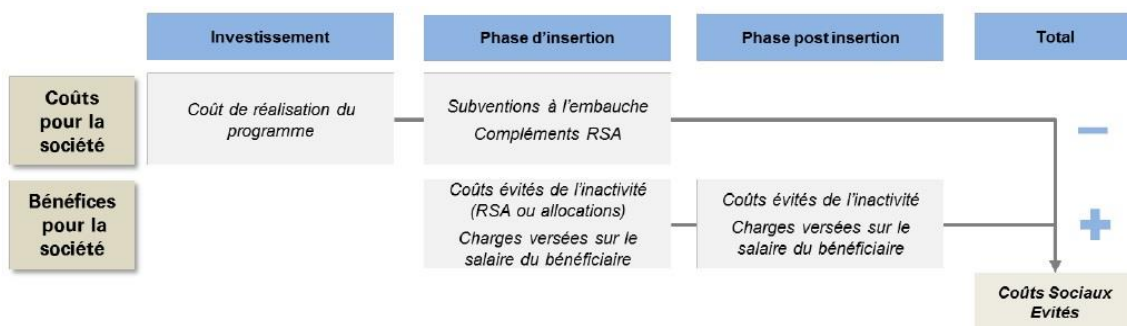 Investissement
Phase d'insertion
Phase post insertion
Total
Coûts
pour la
société
Coût de réalisation du
programme
Subventions à l'embauche
Compléments RSA
−
Bénéfices
pour la
société
Coûts évités de l'inactivité
(RSA ou allocations)
Charges versées sur le
salaire du bénéficiaire
Coûts évités de l'inactivité
Charges versées sur le
salaire du bénéficiaire
+
Coûts Sociaux
Evités